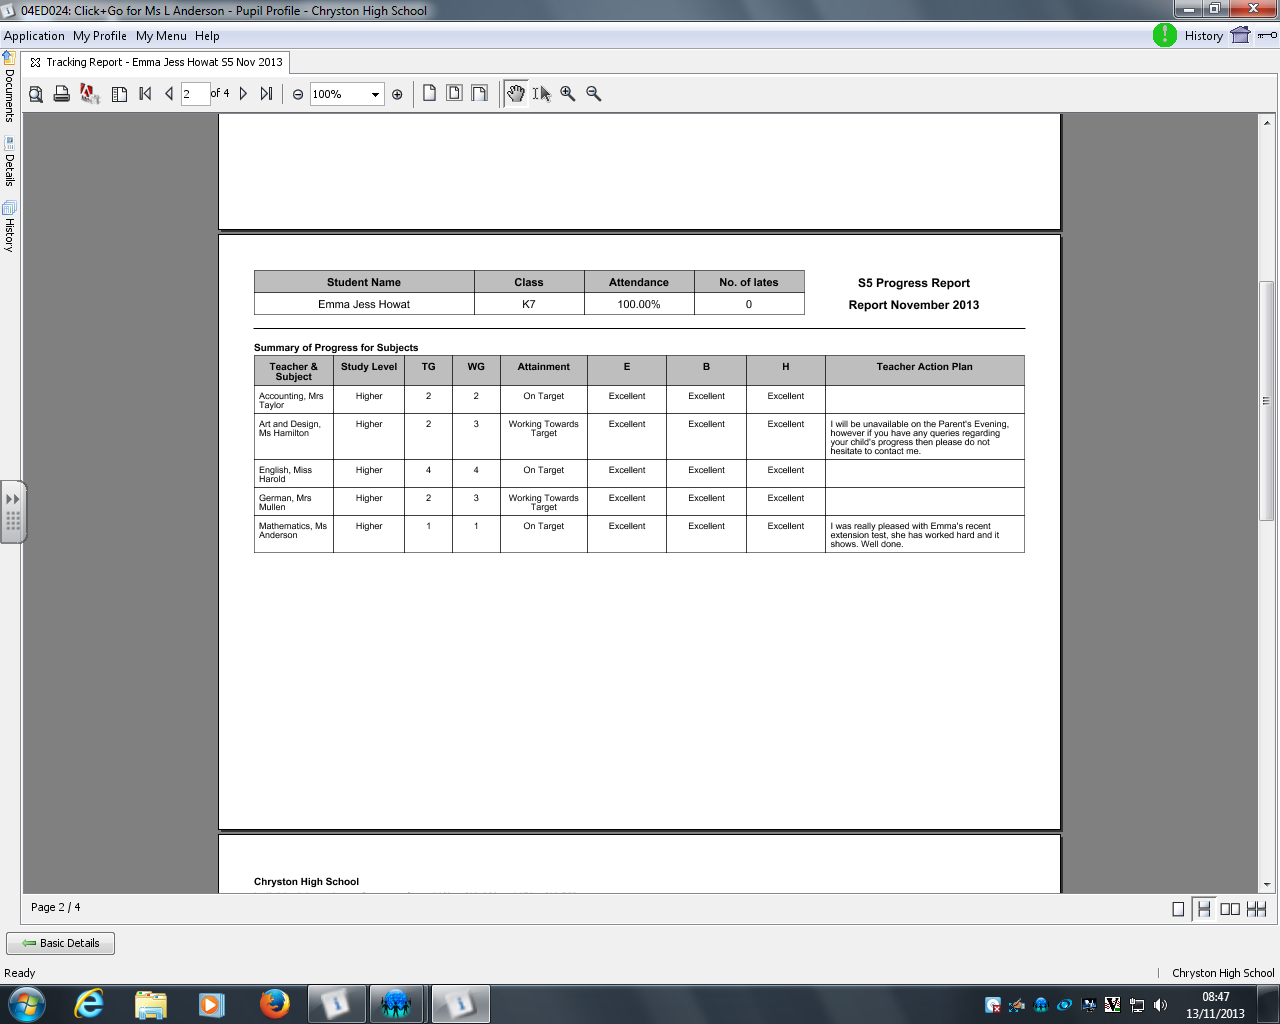 04ED024: Click+Go for Ms L Anderson - Pupil Profile - Chryston High School
Application My Profile My Menu Help
History
Documents
Details
History
Tracking Report - Emma Jess Howat S5 Nov 2013
2 of 4
100%
Student Name Class Attendance No. of lates
Emma Jess Howat K7 100.00% 0
S5 Progress Report
Report November 2013
Summary of Progress for Subjects
Teacher & Subject Study Level TG WG Attainment E B H Teacher Action Plan
Accounting, Mrs Taylor Higher 2 2 On Target Excellent Excellent Excellent
Art and Design, Ms Hamilton Higher 2 3 Working Towards Target Excellent Excellent Excellent
I will be unavailable on the Parent's Evening,
however if you have any queries regarding
your child's progress then please do not
hesitate to contact me.
English, Miss Harold Higher 4 4 On Target Excellent Excellent Excellent
German, Mrs Mullen Higher 2 3 Working Towards Target Excellent Excellent Excellent
Mathematics, Ms Anderson Higher 1 1 On Target Excellent Excellent Excellent
I was really pleased with Emma's recent
extension test, she has worked hard and it
shows. Well done.
Chryston High School
Page 2 / 4
Basic Details
Ready
Chryston High School
08:47
13/11/2013